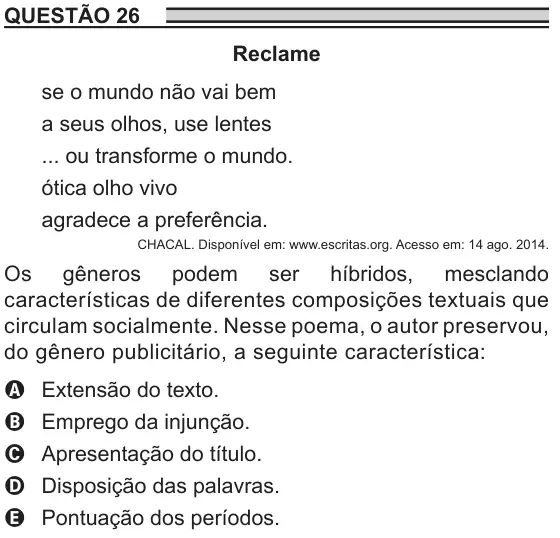 QUESTÃO 26
Reclame
se o mundo não vai bem
a seus olhos, use lentes
... ou transforme o mundo.
ótica olho vivo
agradece a preferência.
CHACAL. Disponível em: www.escritas.org. Acesso em: 14 ago. 2014.
Os gêneros podem ser híbridos, mesclando
características de diferentes composições textuais que
circulam socialmente. Nesse poema, o autor preservou,
do gênero publicitário, a seguinte característica:
A Extensão do texto.
B Emprego da injunção.
C Apresentação do título.
D Disposição das palavras.
E Pontuação dos períodos.